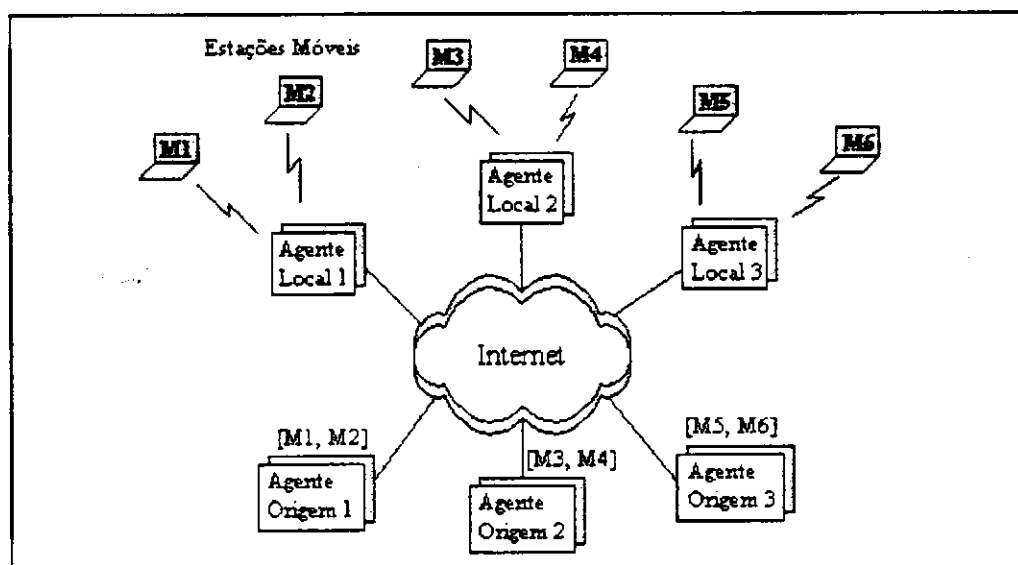 Estações Móveis
M1
M2
M3
M4
M5
M6
Agente
Local 1
Agente
Local 2
Agente
Local 3
Internet
[M1, M2]
Agente
Origem 1
[M3, M4]
Agente
Origem 2
[M5, M6]
Agente
Origem 3